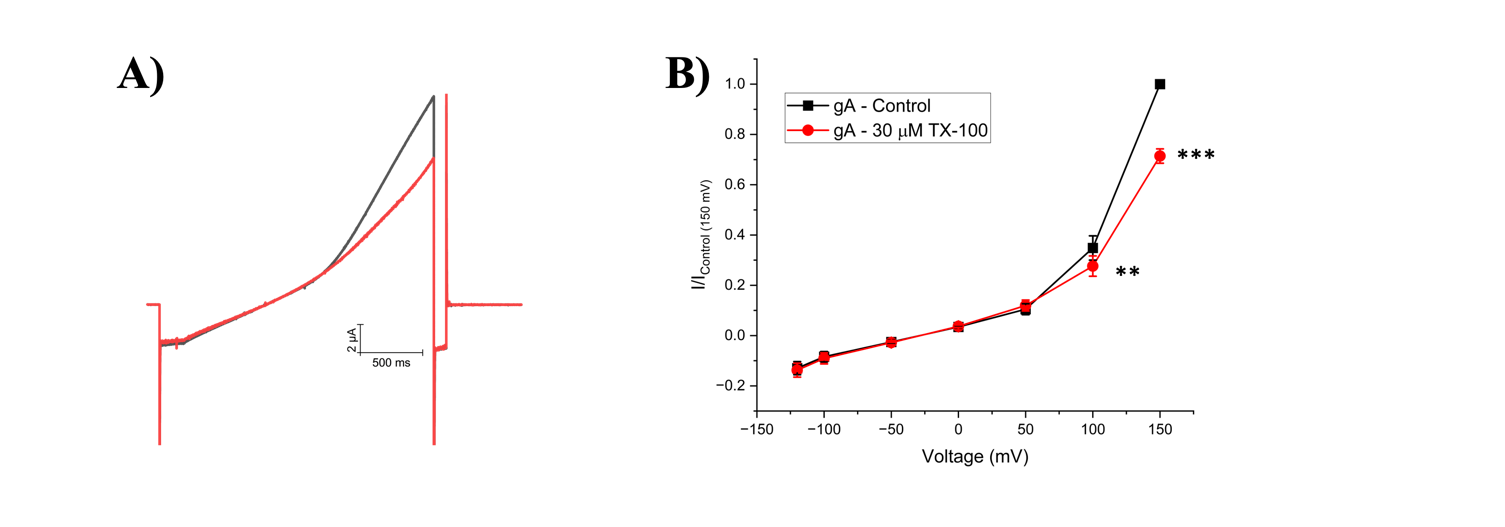 A)
2 µA
500 ms
B)
I/I Control (150 mV)
1.0
0.8
0.6
0.4
0.2
0.0
−0.2
gA - Control
gA - 30 µM TX-100
***
**
−150 −100 −50 0 50 100 150
Voltage (mV)